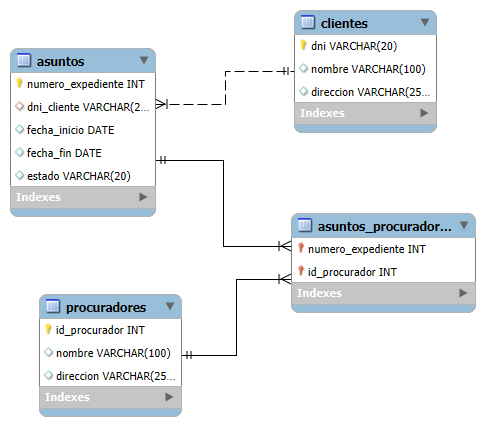 clientes
dni VARCHAR(20)
nombre VARCHAR(100)
direccion VARCHAR(25...
Indexes
asuntos
numero_expediente INT
dni_cliente VARCHAR(2...
fecha_inicio DATE
fecha_fin DATE
estado VARCHAR(20)
Indexes
asuntos_procurador...
numero_expediente INT
id_procurador INT
Indexes
procuradores
id_procurador INT
nombre VARCHAR(100)
direccion VARCHAR(25...
Indexes